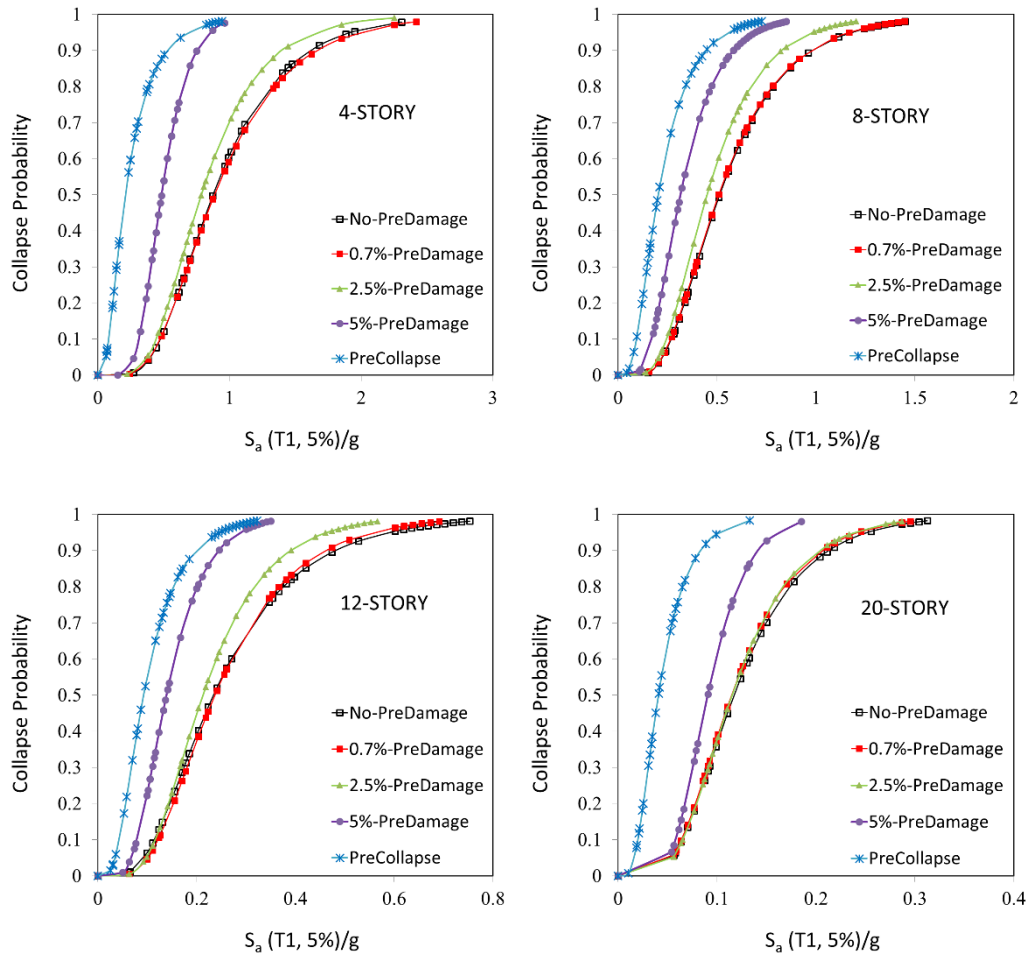 1
0.9
0.8
0.7
0.6
0.5
0.4
0.3
0.2
0.1
0
Collapse Probability
4-STORY
No-PreDamage
0.7%-PreDamage
2.5%-PreDamage
5%-PreDamage
PreCollapse
0 1 2 3
Sa (T1, 5%)/g
1
0.9
0.8
0.7
0.6
0.5
0.4
0.3
0.2
0.1
0
Collapse Probability
8-STORY
No-PreDamage
0.7%-PreDamage
2.5%-PreDamage
5%-PreDamage
PreCollapse
0 0.5 1 1.5 2
Sa (T1, 5%)/g
1
0.9
0.8
0.7
0.6
0.5
0.4
0.3
0.2
0.1
0
Collapse Probability
12-STORY
No-PreDamage
0.7%-PreDamage
2.5%-PreDamage
5%-PreDamage
PreCollapse
0 0.2 0.4 0.6 0.8
Sa (T1, 5%)/g
1
0.9
0.8
0.7
0.6
0.5
0.4
0.3
0.2
0.1
0
Collapse Probability
20-STORY
No-PreDamage
0.7%-PreDamage
2.5%-PreDamage
5%-PreDamage
PreCollapse
0 0.1 0.2 0.3 0.4
Sa (T1, 5%)/g